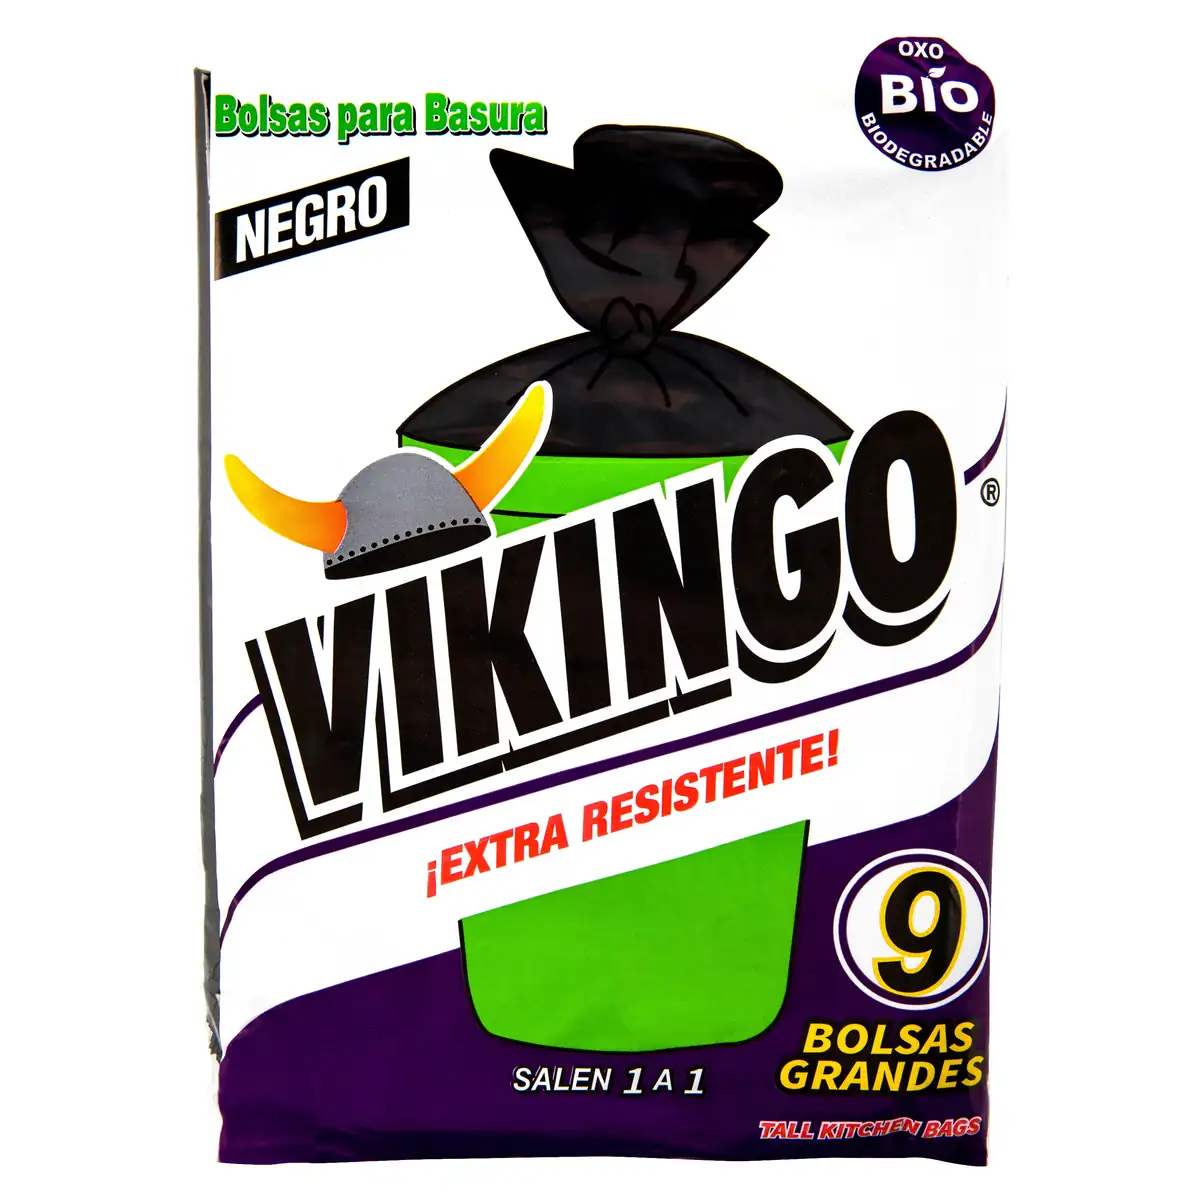 OXO
BIO
BIODEGRADABLE
Bolsas para Basura
NEGRO
VIKINGO®
¡EXTRA RESISTENTE!
9
BOLSAS
GRANDES
SALEN 1 A 1
TALL KITCHEN BAGS